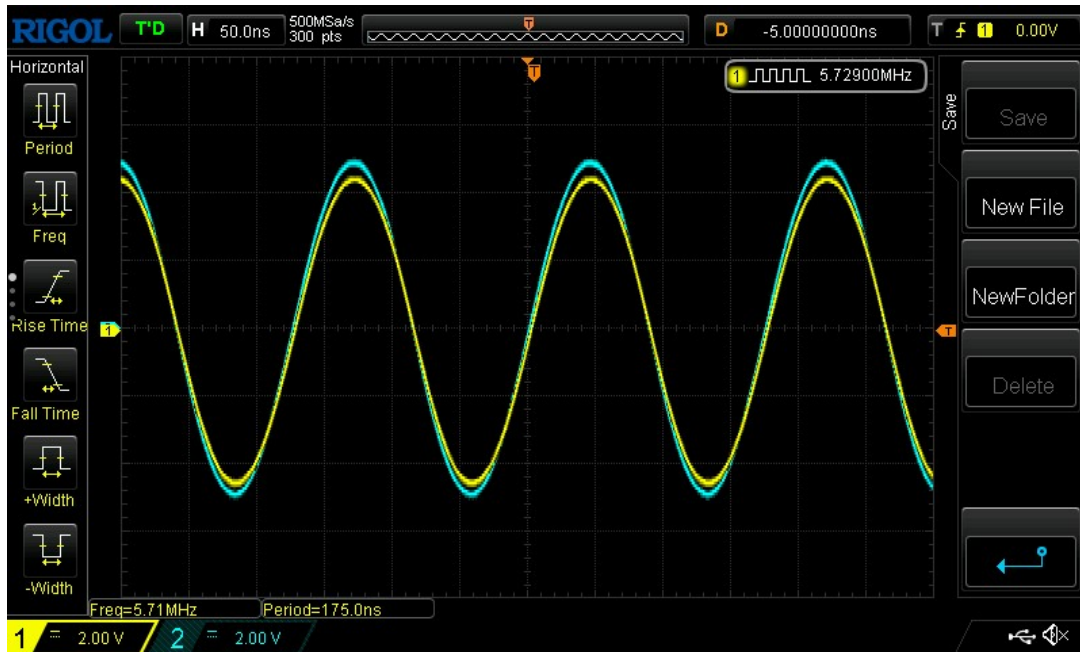 RIGOL T'D H 50.0ns 500MSa/s 300 pts D -5.00000000ns T 1 0.00V
Horizontal
Period
Freq
Rise Time
Fall Time
+Width
-Width
T
1 5.72900MHz
1
T
Save
Save
New File
NewFolder
Delete
Freq=5.71MHz Period=175.0ns
1 2.00 V 2 2.00 V